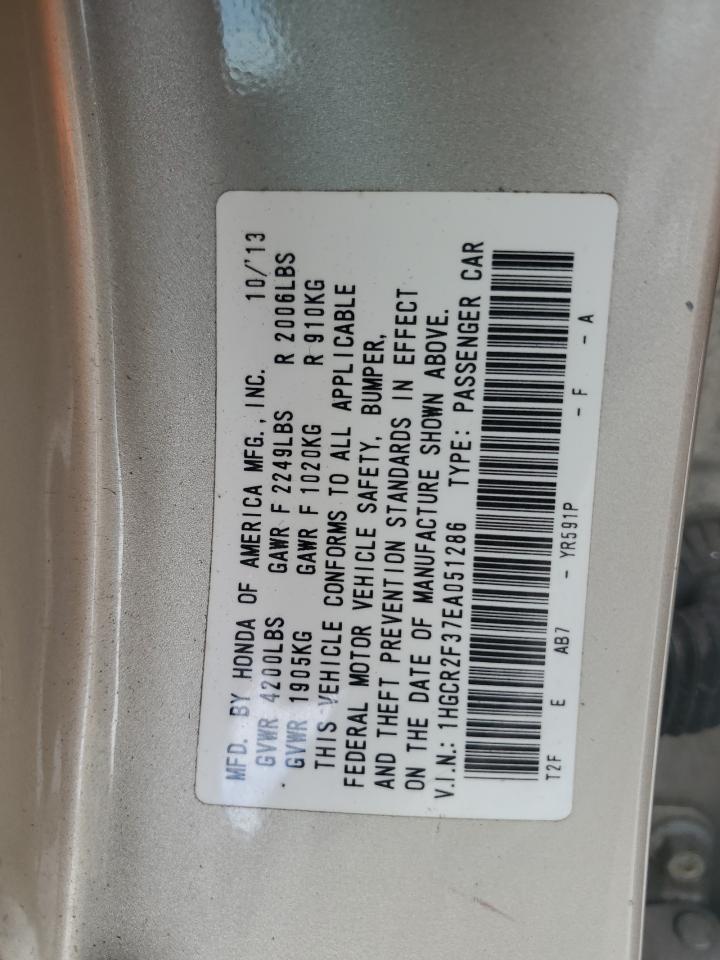 MFD. BY HONDA OF AMERICA MFG., INC. 10/'13
GVWR 4200LBS GAWR F 2249LBS R 2006LBS
GVWR 1905KG GAWR F 1020KG R 910KG
THIS VEHICLE CONFORMS TO ALL APPLICABLE
FEDERAL MOTOR VEHICLE SAFETY, BUMPER,
AND THEFT PREVENTION STANDARDS IN EFFECT
ON THE DATE OF MANUFACTURE SHOWN ABOVE.
V.I.N.: 1HGCR2F37EA051286 TYPE: PASSENGER CAR
T2F E AB7 - YR591P - F - A